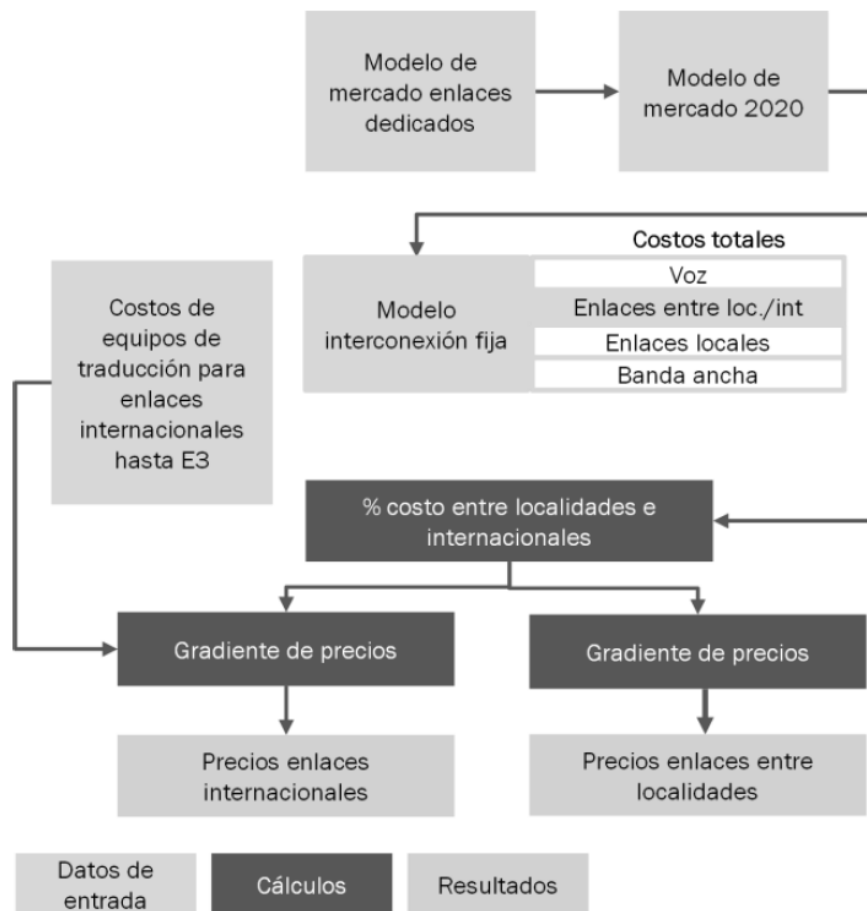 Modelo de
mercado enlaces
dedicados
Modelo de
mercado 2020
Costos totales
Modelo
interconexión fija
Voz
Enlaces entre loc./int
Enlaces locales
Banda ancha
Costos de
equipos de
traducción para
enlaces
internacionales
hasta E3
% costo entre localidades e
internacionales
Gradiente de precios
Gradiente de precios
Precios enlaces
internacionales
Precios enlaces entre
localidades
Datos de
entrada
Cálculos
Resultados